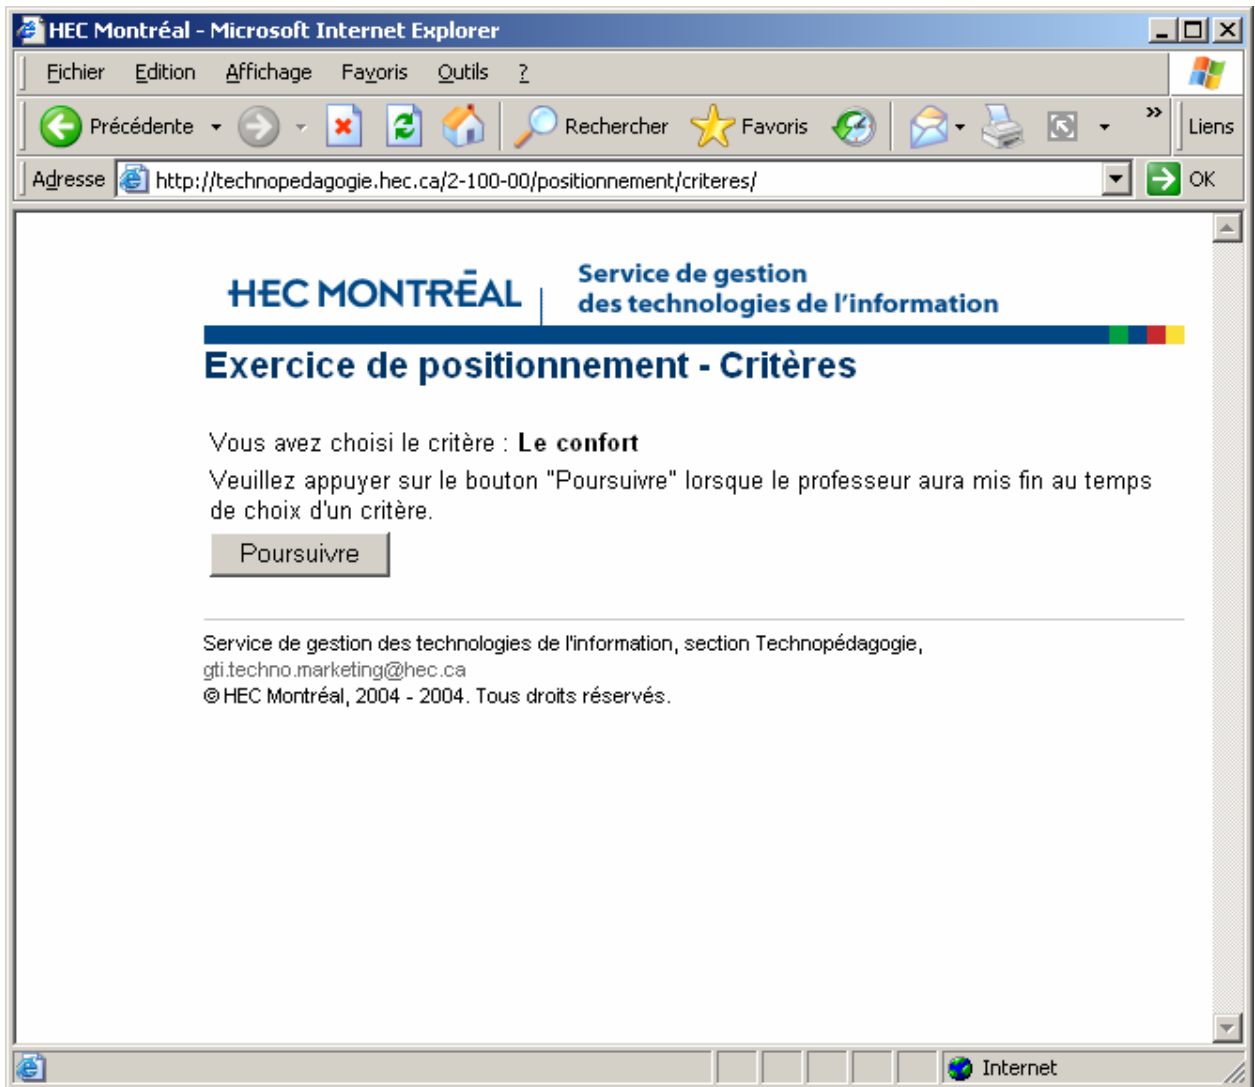 HEC Montréal - Microsoft Internet Explorer
Fichier Edition Affichage Favoris Outils ?
Précédente Rechercher Favoris » Liens
Adresse http://technopedagogie.hec.ca/2-100-00/positionnement/criteres/ OK
HEC MONTRĒAL
Service de gestion
des technologies de l'information
Exercice de positionnement - Critères
Vous avez choisi le critère : Le confort
Veuillez appuyer sur le bouton "Poursuivre" lorsque le professeur aura mis fin au temps
de choix d'un critère.
Poursuivre
Service de gestion des technologies de l'information, section Technopédagogie,
gti.techno.marketing@hec.ca
© HEC Montréal, 2004 - 2004. Tous droits réservés.
Internet